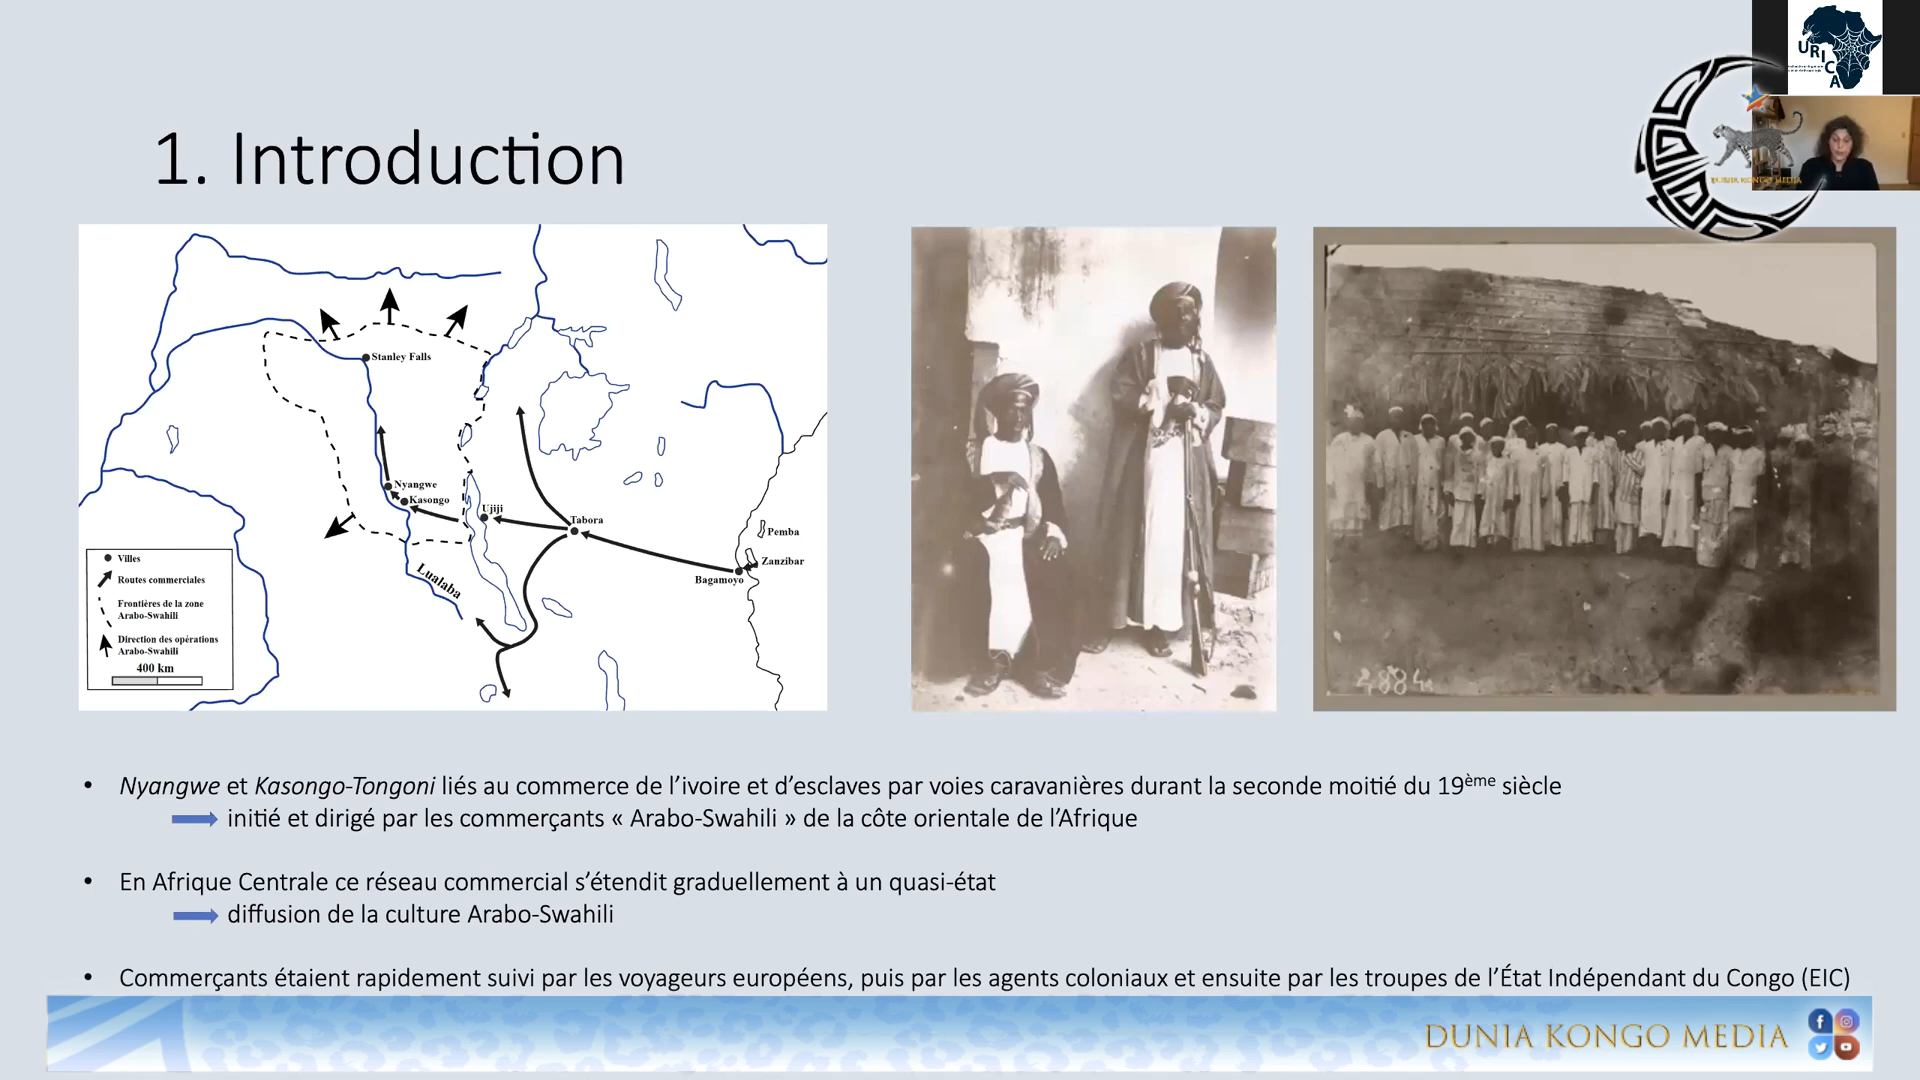 URICA
DUNIA KONGO MEDIA
1. Introduction
Stanley Falls
Nyangwe
Kasongo
Ujiji
Tabora
Pemba
Zanzibar
Bagamoyo
Lualaba
Villes
Routes commerciales
Frontières de la zone
Arabo-Swahili
Direction des opérations
Arabo-Swahili
400 km
• Nyangwe et Kasongo-Tongoni liés au commerce de l’ivoire et d’esclaves par voies caravanières durant la seconde moitié du 19ème siècle
initié et dirigé par les commerçants « Arabo-Swahili » de la côte orientale de l’Afrique
• En Afrique Centrale ce réseau commercial s’étendit graduellement à un quasi-état
diffusion de la culture Arabo-Swahili
• Commerçants étaient rapidement suivi par les voyageurs européens, puis par les agents coloniaux et ensuite par les troupes de l’État Indépendant du Congo (EIC)
DUNIA KONGO MEDIA